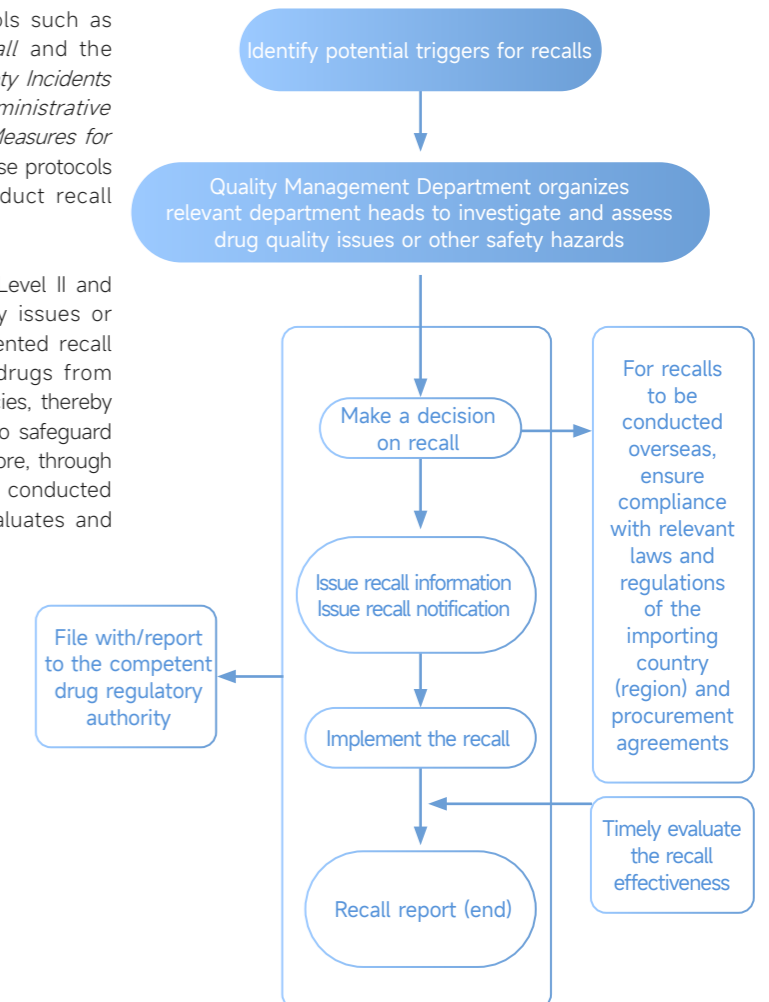 ols such as
all and the
ety Incidents
ministrative
Measures for
se protocols
duct recall
Level II and
y issues or
ented recall
drugs from
cies, thereby
o safeguard
ore, through
conducted
aluates and
Identify potential triggers for recalls
Quality Management Department organizes
relevant department heads to investigate and assess
drug quality issues or other safety hazards
Make a decision
on recall
For recalls
to be
conducted
overseas,
ensure
compliance
with relevant
laws and
regulations
of the
importing
country
(region) and
procurement
agreements
Issue recall information
Issue recall notification
File with/report
to the competent
drug regulatory
authority
Implement the recall
Timely evaluate
the recall
effectiveness
Recall report (end)